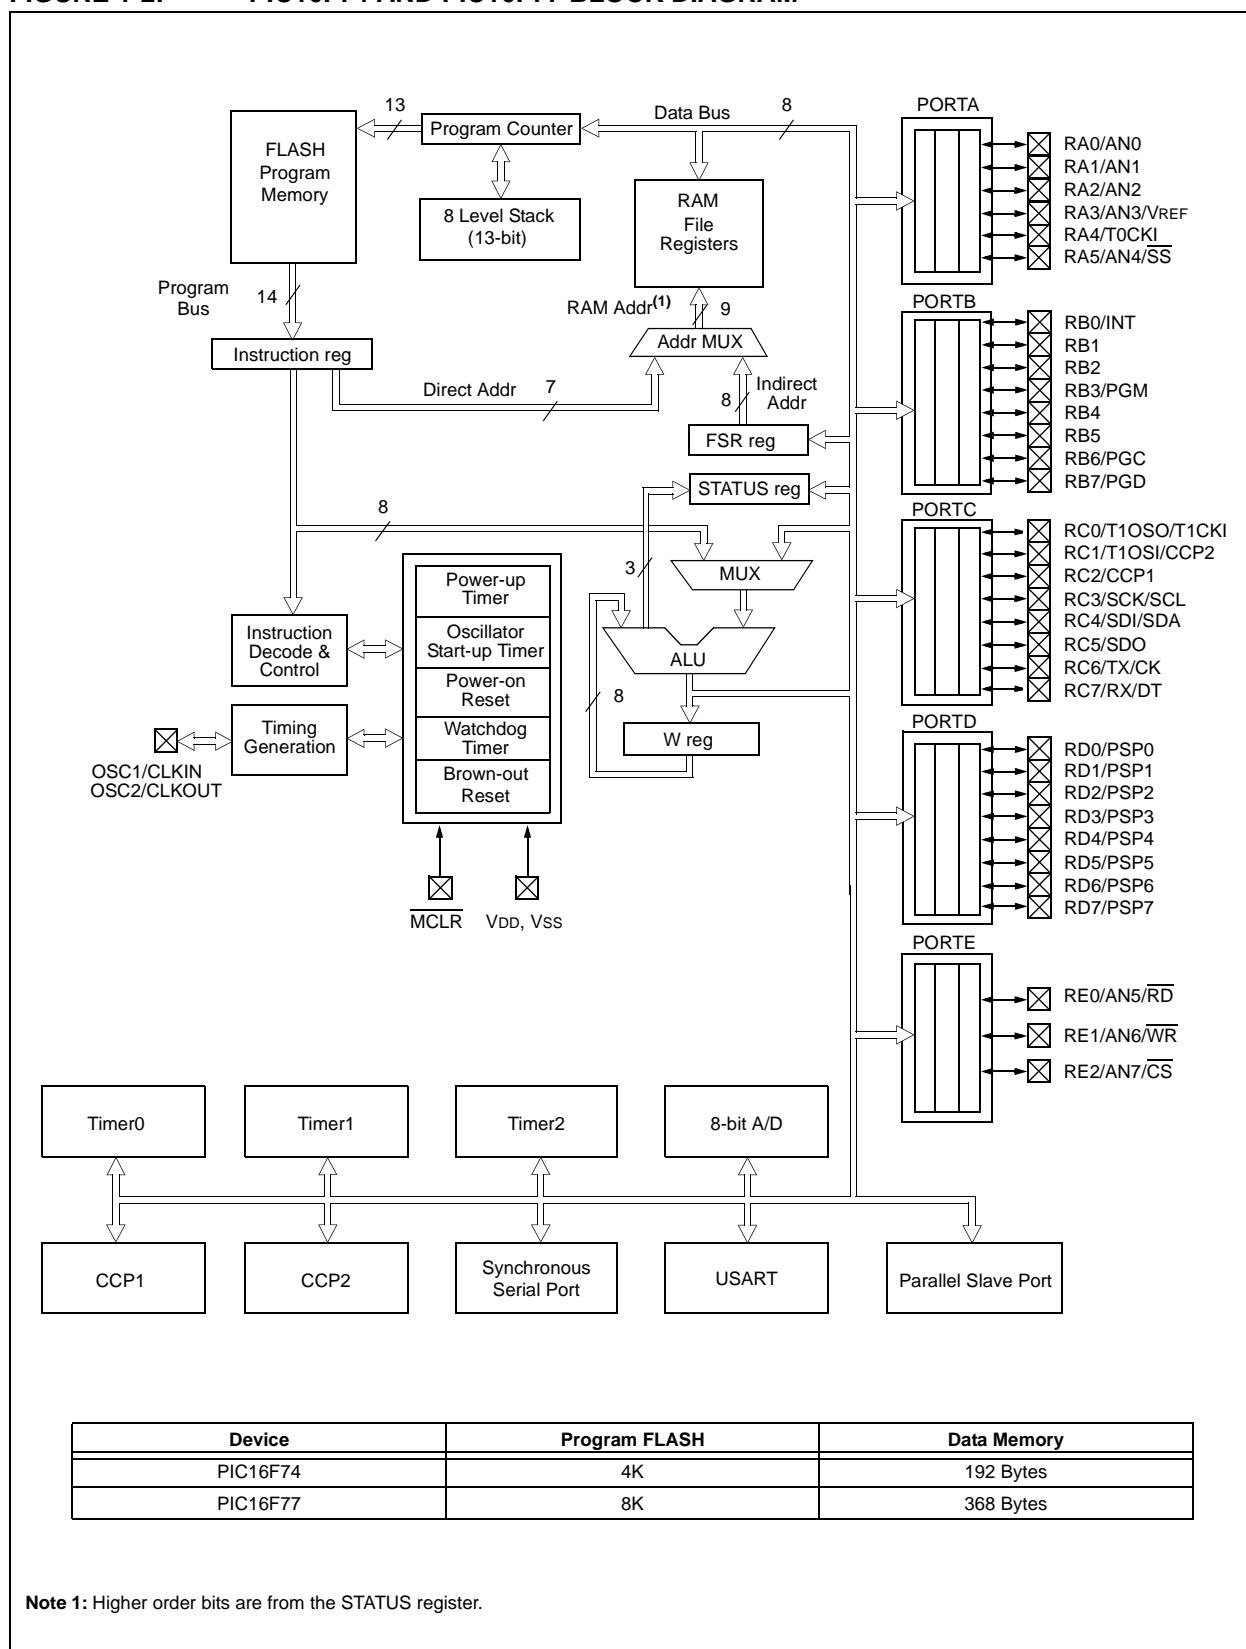 13
Program Counter
Data Bus
8
PORTA
FLASH
Program
Memory
8 Level Stack
(13-bit)
RAM
File
Registers
RA0/AN0
RA1/AN1
RA2/AN2
RA3/AN3/VREF
RA4/T0CKI
RA5/AN4/SS
Program
Bus
14
RAM Addr(1)
9
Addr MUX
Instruction reg
Direct Addr
7
8
Indirect
Addr
FSR reg
STATUS reg
PORTB
RB0/INT
RB1
RB2
RB3/PGM
RB4
RB5
RB6/PGC
RB7/PGD
8
3
MUX
ALU
8
W reg
PORTC
RC0/T1OSO/T1CKI
RC1/T1OSI/CCP2
RC2/CCP1
RC3/SCK/SCL
RC4/SDI/SDA
RC5/SDO
RC6/TX/CK
RC7/RX/DT
Power-up
Timer
Oscillator
Start-up Timer
Power-on
Reset
Watchdog
Timer
Brown-out
Reset
Instruction
Decode &
Control
Timing
Generation
OSC1/CLKIN
OSC2/CLKOUT
MCLR
VDD, VSS
PORTD
RD0/PSP0
RD1/PSP1
RD2/PSP2
RD3/PSP3
RD4/PSP4
RD5/PSP5
RD6/PSP6
RD7/PSP7
PORTE
RE0/AN5/RD
RE1/AN6/WR
RE2/AN7/CS
Timer0
Timer1
Timer2
8-bit A/D
CCP1
CCP2
Synchronous
Serial Port
USART
Parallel Slave Port
Device Program FLASH Data Memory
PIC16F74 4K 192 Bytes
PIC16F77 8K 368 Bytes
Note 1: Higher order bits are from the STATUS register.